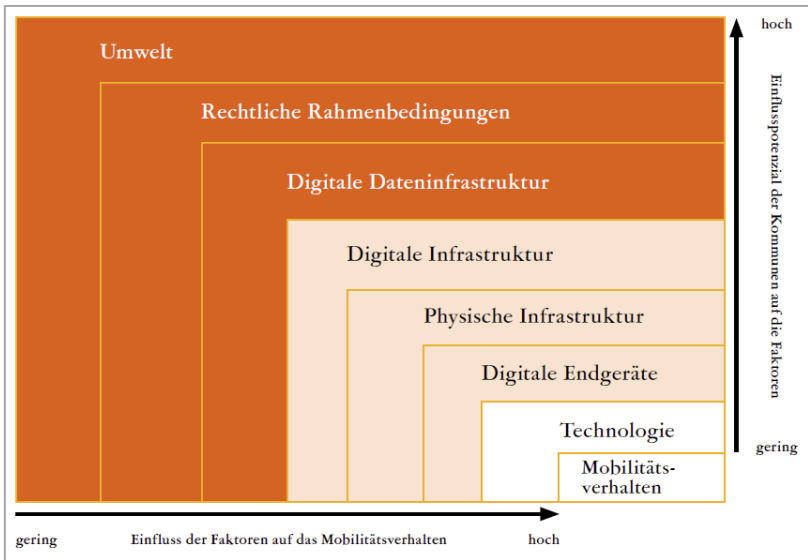 hoch
Umwelt
Rechtliche Rahmenbedingungen
Digitale Dateninfrastruktur
Digitale Infrastruktur
Physische Infrastruktur
Digitale Endgeräte
Technologie
Mobilitäts-
verhalten
Einflusspotenzial der Kommunen auf die Faktoren
gering
gering
Einfluss der Faktoren auf das Mobilitätsverhalten
hoch